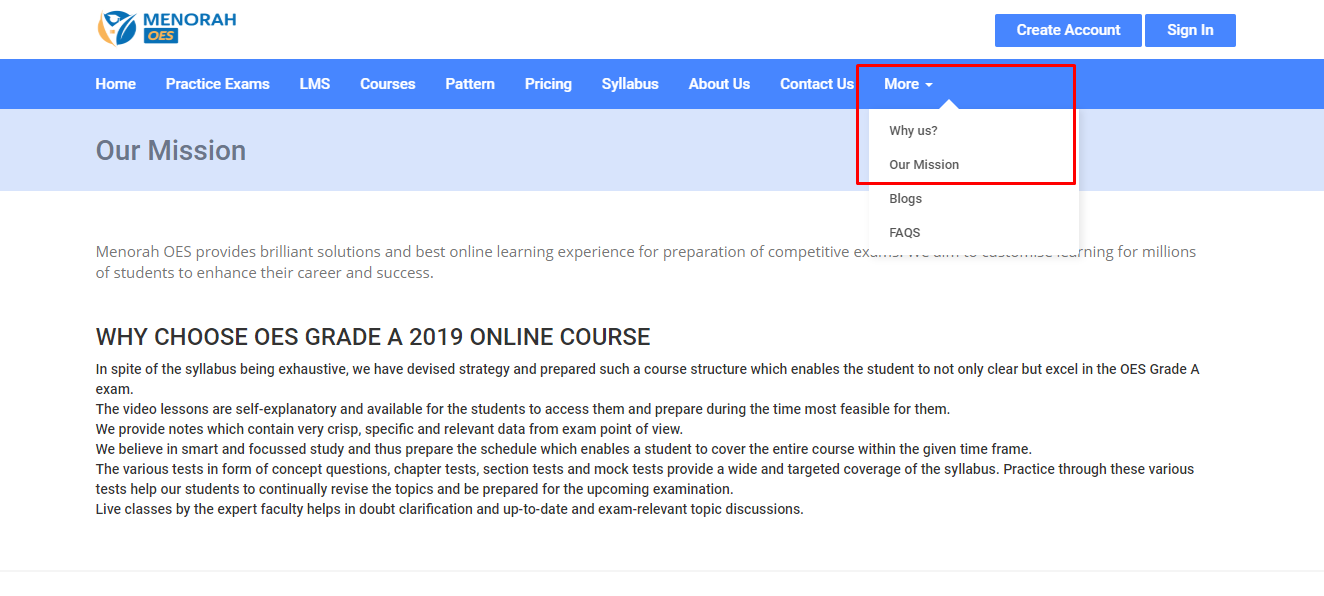 MENORAH
OES
Create Account
Sign In
Home
Practice Exams
LMS
Courses
Pattern
Pricing
Syllabus
About Us
Contact Us
More
Why us?
Our Mission
Blogs
FAQS
Our Mission
Menorah OES provides brilliant solutions and best online learning experience for preparation of competitive exams. We aim to customise learning for millions
of students to enhance their career and success.
WHY CHOOSE OES GRADE A 2019 ONLINE COURSE
In spite of the syllabus being exhaustive, we have devised strategy and prepared such a course structure which enables the student to not only clear but excel in the OES Grade A
exam.
The video lessons are self-explanatory and available for the students to access them and prepare during the time most feasible for them.
We provide notes which contain very crisp, specific and relevant data from exam point of view.
We believe in smart and focussed study and thus prepare the schedule which enables a student to cover the entire course within the given time frame.
The various tests in form of concept questions, chapter tests, section tests and mock tests provide a wide and targeted coverage of the syllabus. Practice through these various
tests help our students to continually revise the topics and be prepared for the upcoming examination.
Live classes by the expert faculty helps in doubt clarification and up-to-date and exam-relevant topic discussions.